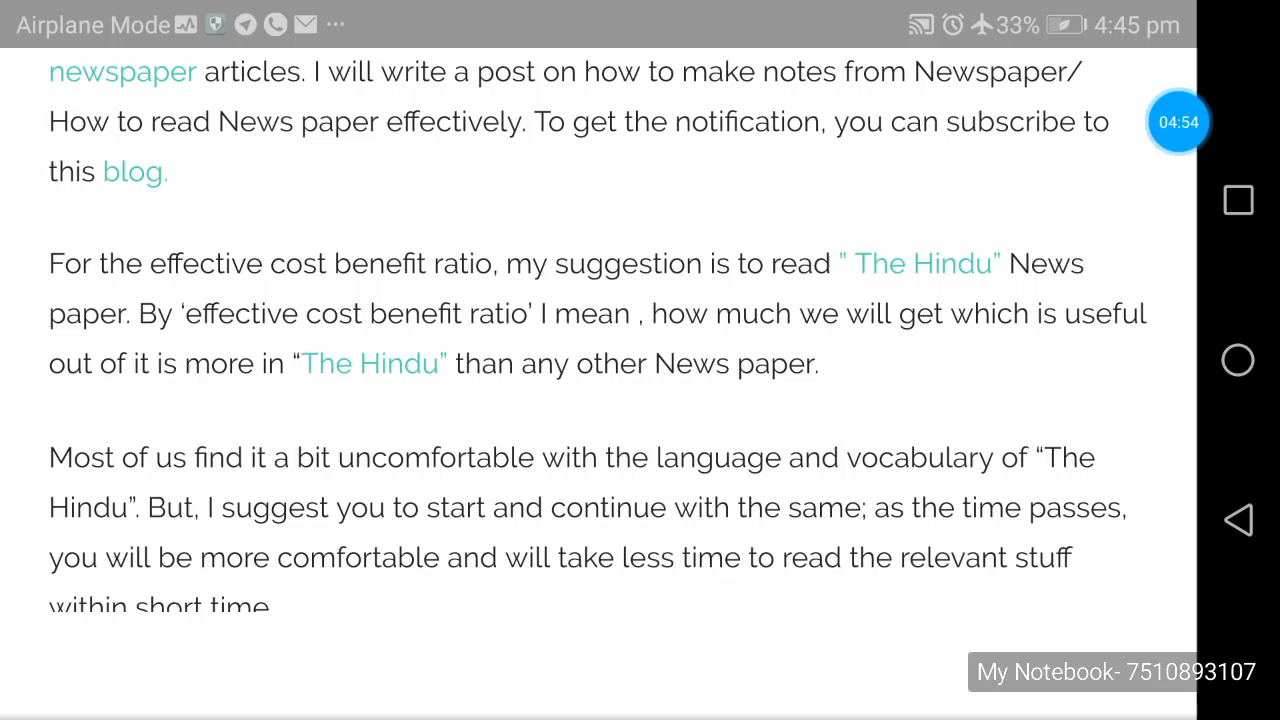 Airplane Mode ... 33% 4:45 pm
newspaper articles. I will write a post on how to make notes from Newspaper/
How to read News paper effectively. To get the notification, you can subscribe to
04:54
this blog.
For the effective cost benefit ratio, my suggestion is to read ” The Hindu” News
paper. By ‘effective cost benefit ratio’ I mean , how much we will get which is useful
out of it is more in “The Hindu” than any other News paper.
Most of us find it a bit uncomfortable with the language and vocabulary of “The
Hindu”. But, I suggest you to start and continue with the same; as the time passes,
you will be more comfortable and will take less time to read the relevant stuff
within short time
My Notebook- 7510893107